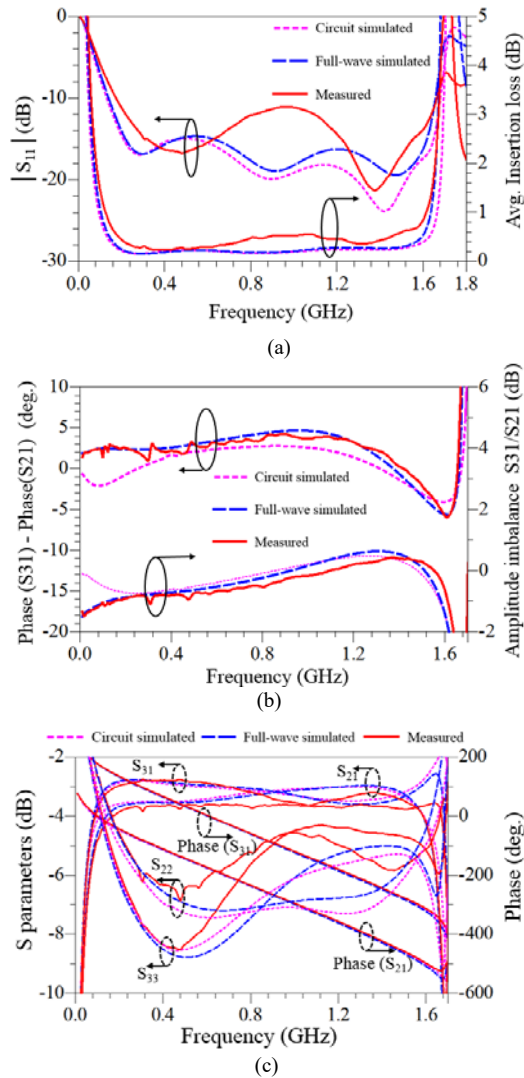 0
-10
-20
-30
|S11| (dB)
5
4
3
2
1
0
Avg. Insertion loss (dB)
Circuit simulated
Full-wave simulated
Measured
0 0.4 0.8 1.2 1.6 1.8
Frequency (GHz)
(a)
10
5
0
-5
-10
-15
-20
Phase (S31) - Phase(S21) (deg.)
6
4
2
0
-2
Amplitude imbalance S31/S21 (dB)
Circuit simulated
Full-wave simulated
Measured
0 0.4 0.8 1.2 1.6
Frequency (GHz)
(b)
Circuit simulated Full-wave simulated Measured
-2
-4
-6
-8
-10
S parameters (dB)
200
100
0
-100
-200
-300
-400
-500
-600
Phase (deg.)
S31
S21
Phase (S31)
S22
S33
Phase (S21)
0 0.4 0.8 1.2 1.6
Frequency (GHz)
(c)